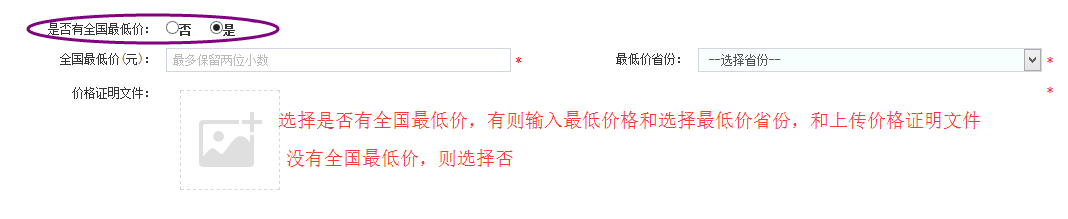 是否有全国最低价： 否 是
全国最低价(元)： 最多保留两位小数 * 最低价省份： --选择省份-- *
价格证明文件： *
选择是否有全国最低价，有则输入最低价格和选择最低价省份，和上传价格证明文件
没有全国最低价，则选择否